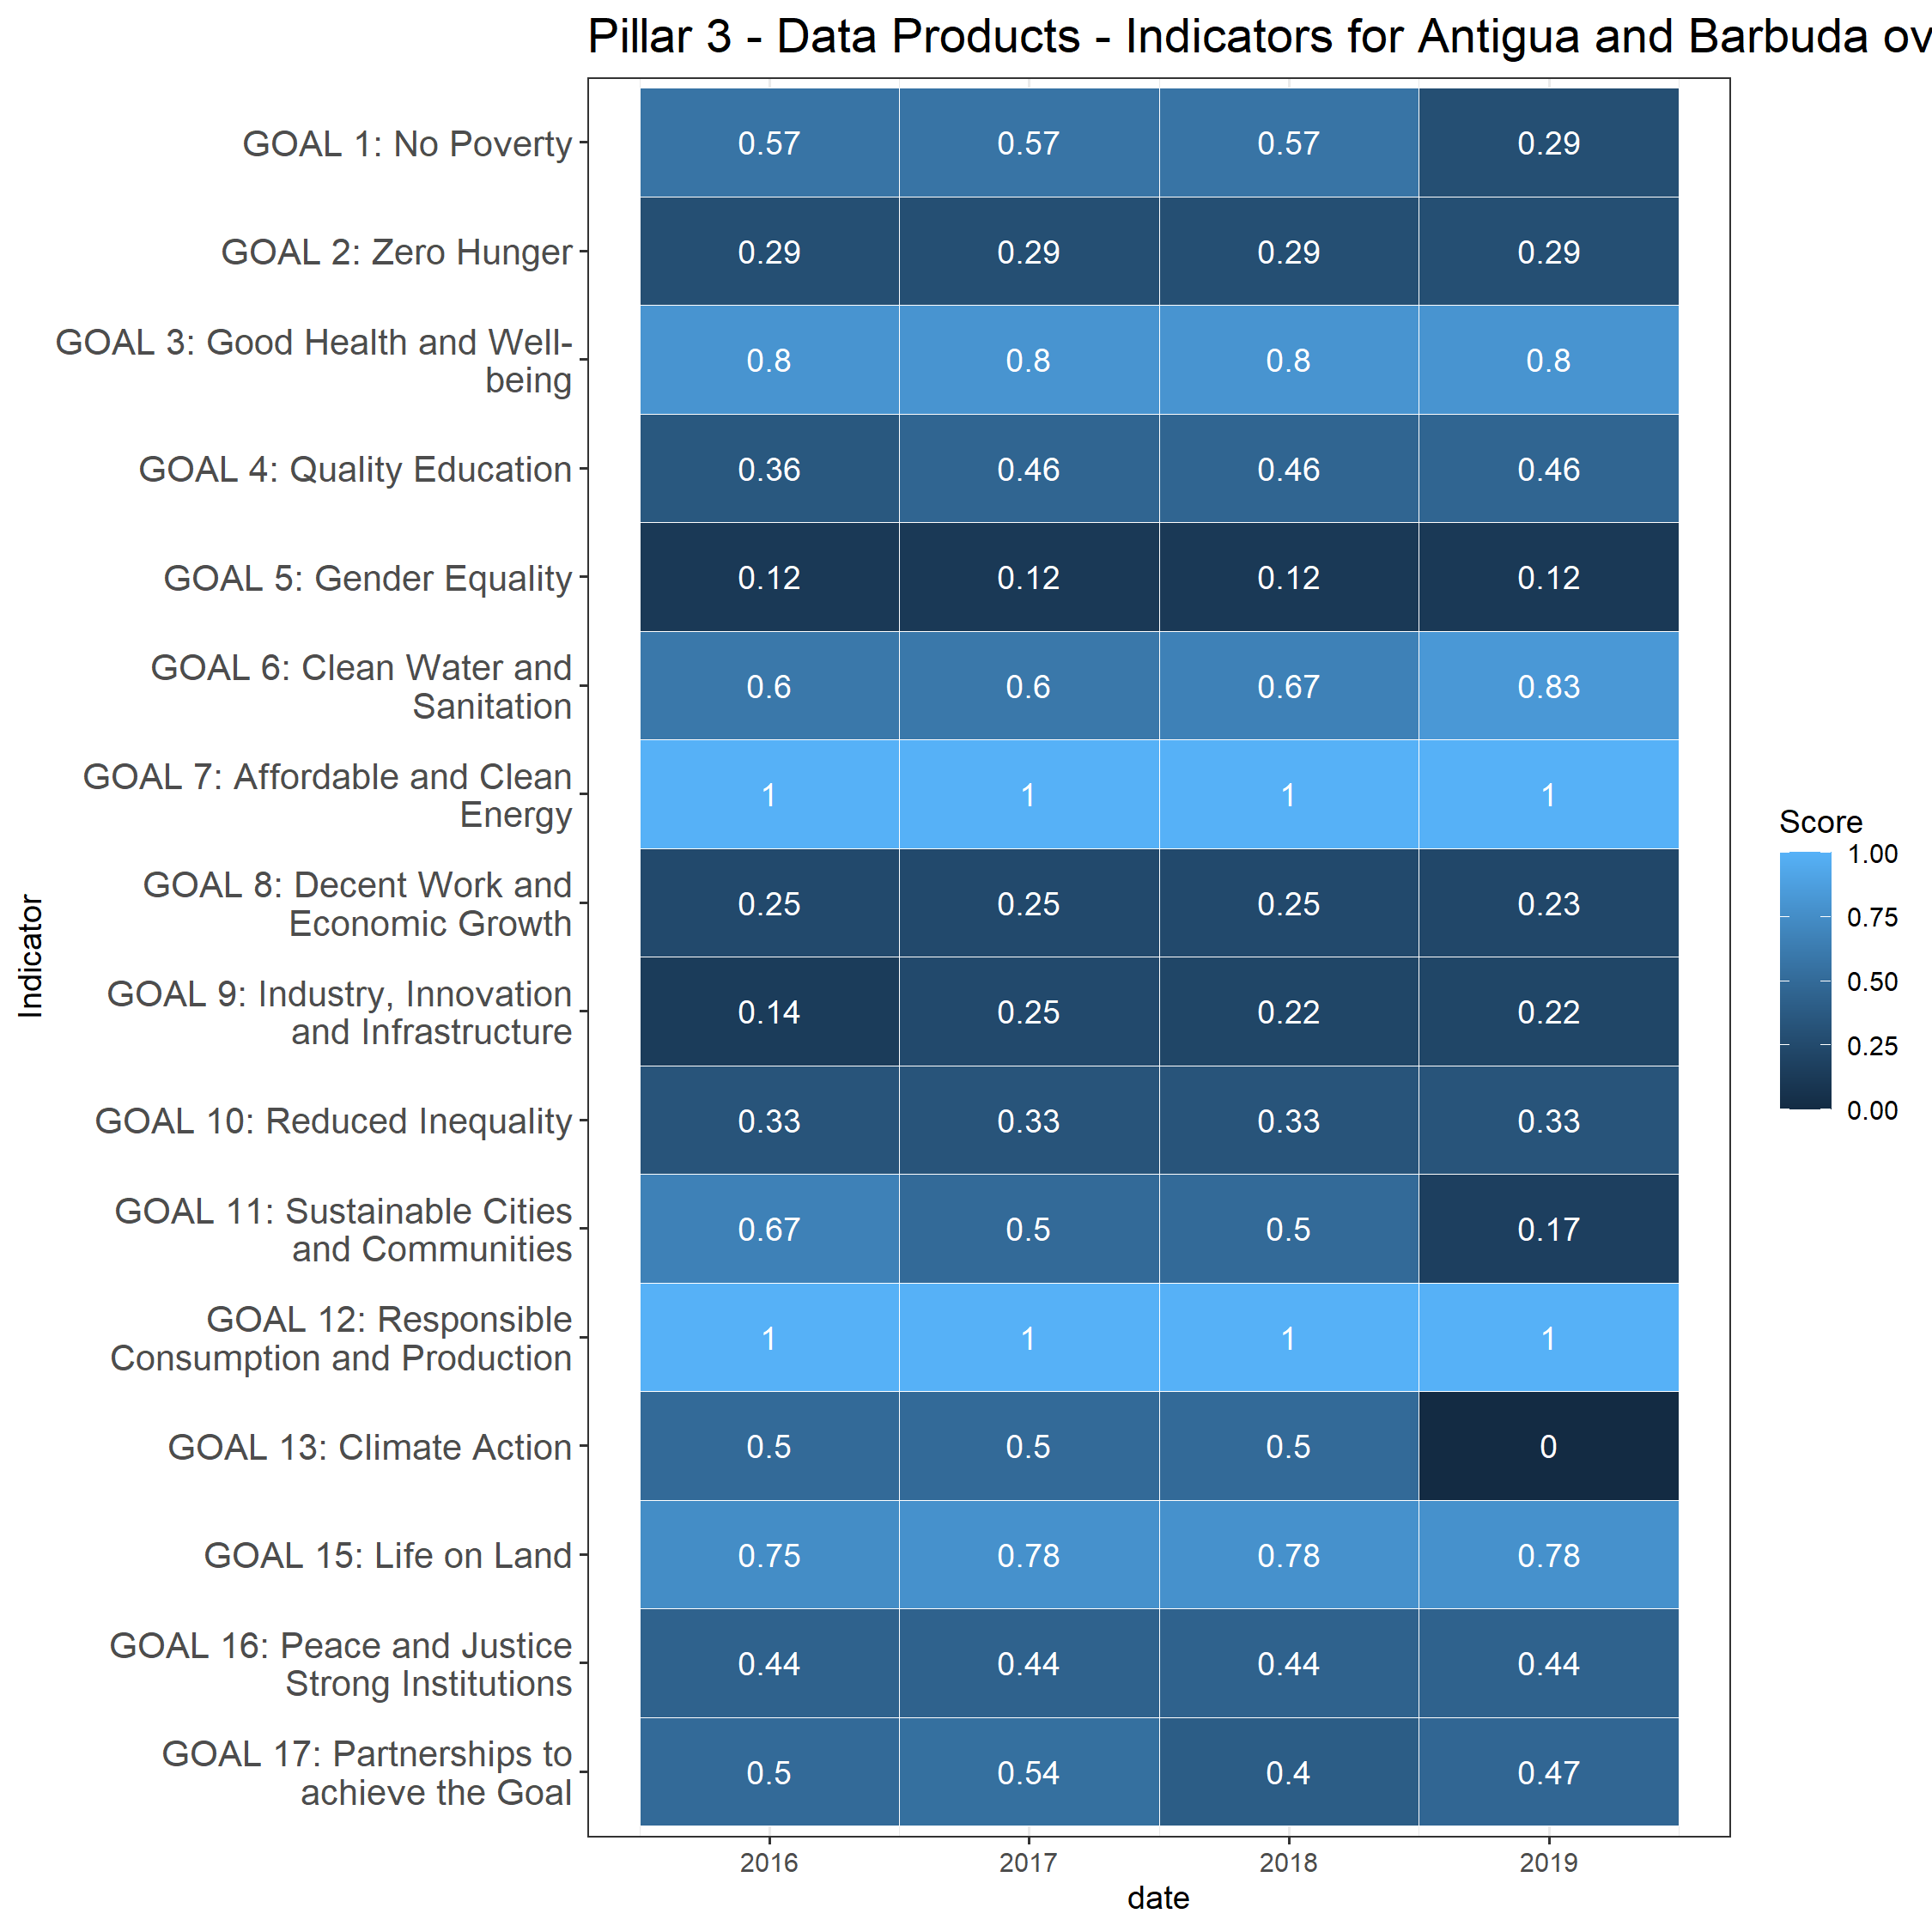 Pillar 3 - Data Products - Indicators for Antigua and Barbuda ov
GOAL 1: No Poverty 0.57 0.57 0.57 0.29
GOAL 2: Zero Hunger 0.29 0.29 0.29 0.29
GOAL 3: Good Health and Well-
being 0.8 0.8 0.8 0.8
GOAL 4: Quality Education 0.36 0.46 0.46 0.46
GOAL 5: Gender Equality 0.12 0.12 0.12 0.12
GOAL 6: Clean Water and
Sanitation 0.6 0.6 0.67 0.83
GOAL 7: Affordable and Clean
Energy 1 1 1 1
GOAL 8: Decent Work and
Economic Growth 0.25 0.25 0.25 0.23
GOAL 9: Industry, Innovation
and Infrastructure 0.14 0.25 0.22 0.22
GOAL 10: Reduced Inequality 0.33 0.33 0.33 0.33
GOAL 11: Sustainable Cities
and Communities 0.67 0.5 0.5 0.17
GOAL 12: Responsible
Consumption and Production 1 1 1 1
GOAL 13: Climate Action 0.5 0.5 0.5 0
GOAL 15: Life on Land 0.75 0.78 0.78 0.78
GOAL 16: Peace and Justice
Strong Institutions 0.44 0.44 0.44 0.44
GOAL 17: Partnerships to
achieve the Goal 0.5 0.54 0.4 0.47
2016 2017 2018 2019
date
Indicator
Score
1.00
0.75
0.50
0.25
0.00